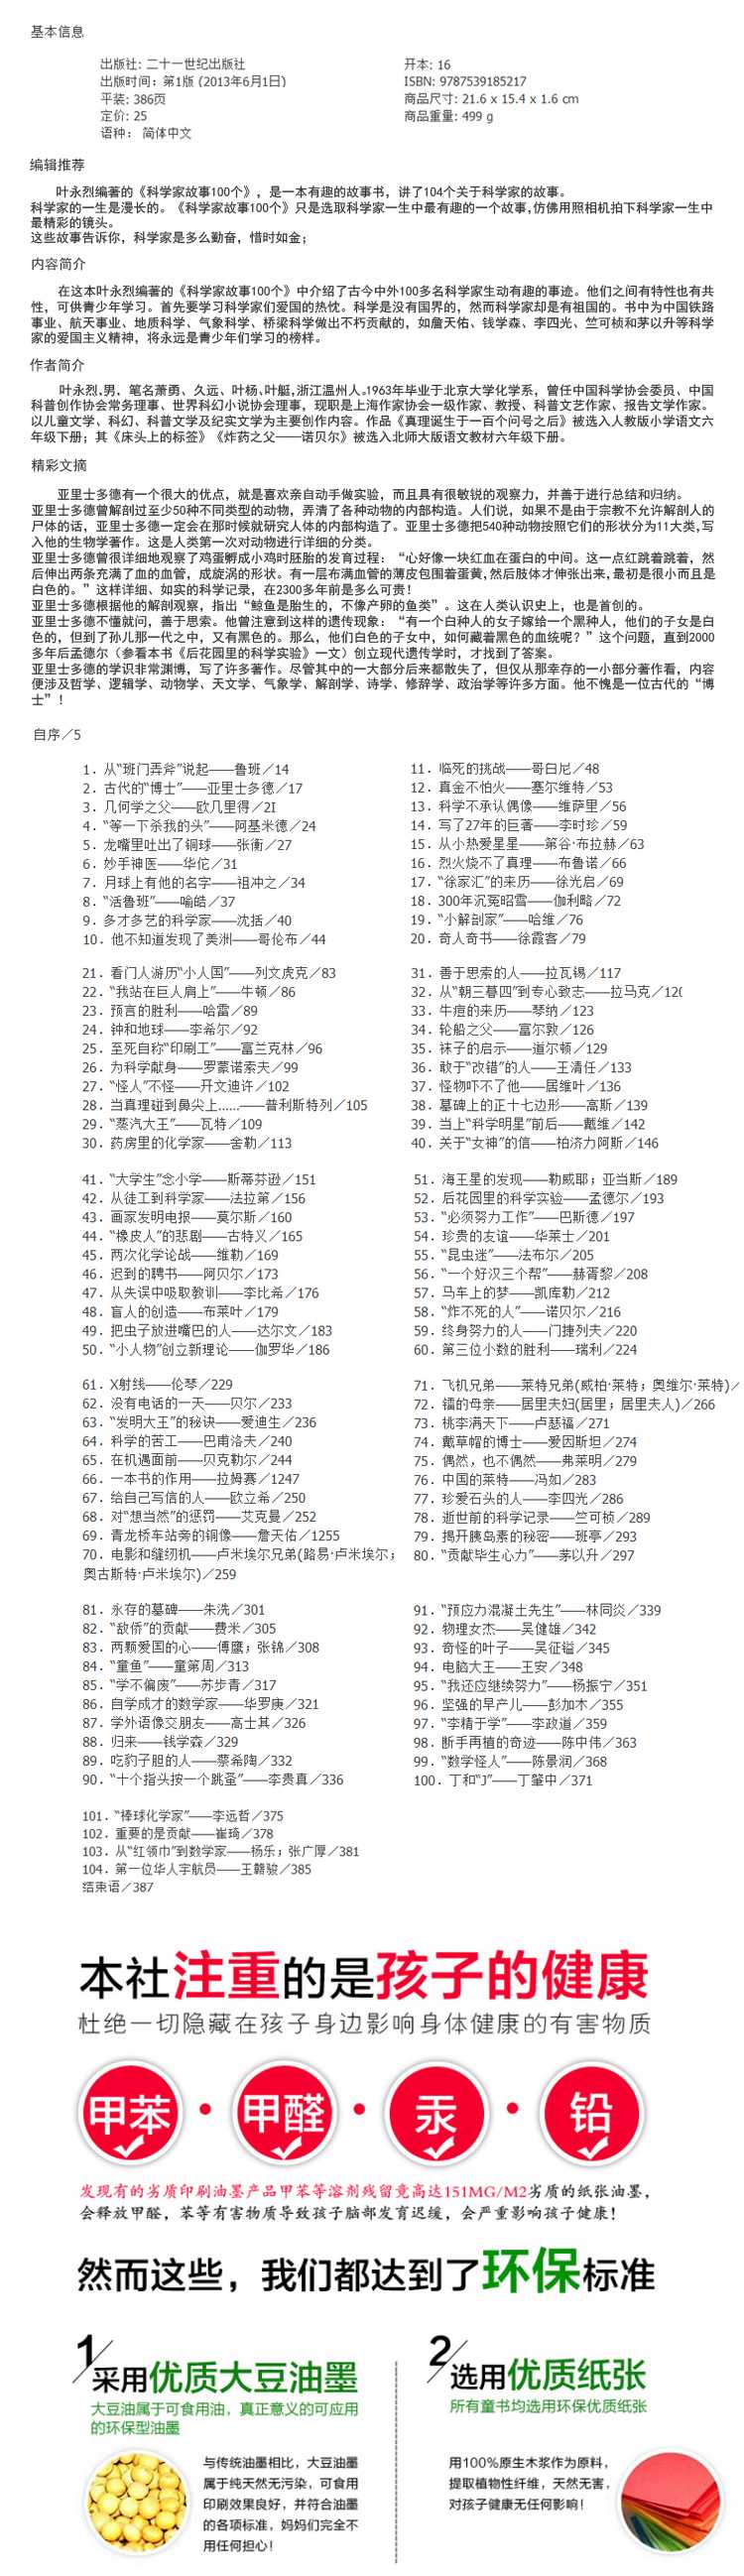 基本信息
出版社: 二十一世纪出版社
出版时间: 第1版 (2013年6月1日)
平装: 386页
定价: 25
语种： 简体中文
开本: 16
ISBN: 9787539185217
商品尺寸: 21.6 x 15.4 x 1.6 cm
商品重量: 499 g
编辑推荐
叶永烈编著的《科学家故事100个》，是一本有趣的故事书，讲了104个关于科学家的故事。
科学家的一生是漫长的。《科学家故事100个》只是选取科学家一生中最有趣的一个故事,仿佛用照相机拍下科学家一生中
最精彩的镜头。
这些故事告诉你，科学家是多么勤奋，惜时如金；
内容简介
在这本叶永烈编著的《科学家故事100个》中介绍了古今中外100多名科学家生动有趣的事迹。他们之间有特性也有共
性，可供青少年学习。首先要学习科学家们爱国的热忱。科学是没有国界的，然而科学家却是有祖国的。书中为中国铁路
事业、航天事业、地质科学、气象科学、桥梁科学做出不朽贡献的，如詹天佑、钱学森、李四光、竺可桢和茅以升等科学
家的爱国主义精神，将永远是青少年们学习的榜样。
作者简介
叶永烈,男，笔名萧勇、久远、叶杨、叶艇,浙江温州人。1963年毕业于北京大学化学系，曾任中国科学协会委员、中国
科普创作协会常务理事、世界科幻小说协会理事，现职是上海作家协会一级作家、教授、科普文艺作家、报告文学作家。
以儿童文学、科幻、科普文学及纪实文学为主要创作内容。作品《真理诞生于一百个问号之后》被选入人教版小学语文六
年级下册；其《床头上的标签》《炸药之父——诺贝尔》被选入北师大版语文教材六年级下册。
精彩文摘
亚里士多德有一个很大的优点，就是喜欢亲自动手做实验，而且具有很敏锐的观察力，并善于进行总结和归纳。
亚里士多德曾解剖过至少50种不同类型的动物，弄清了各种动物的内部构造。人们说，如果不是由于宗教不允许解剖人的
尸体的话，亚里士多德一定会在那时候就研究人体的内部构造了。亚里士多德把540种动物按照它们的形状分为11大类,写
入他的生物学著作。这是人类第一次对动物进行详细的分类。
亚里士多德曾很详细地观察了鸡蛋孵成小鸡时胚胎的发育过程：“心好像一块红血在蛋白的中间。这一点红跳着跳着，然
后伸出两条充满了血的血管，成旋涡的形状。有一层布满血管的薄皮包围着蛋黄,然后肢体才伸张出来,最初是很小而且是
白色的。”这样详细、如实的科学记录，在2300多年前是多么可贵！
亚里士多德根据他的解剖观察，指出“鲸鱼是胎生的，不像产卵的鱼类”。这在人类认识史上，也是首创的。
亚里士多德不懂就问，善于思索。他曾注意到这样的遗传现象：“有一个白种人的女子嫁给一个黑种人，他们的子女是白
色的，但到了孙儿那一代之中，又有黑色的。那么，他们白色的子女中，如何藏着黑色的血统呢？”这个问题，直到2000
多年后孟德尔（参看本书《后花园里的科学实验》一文）创立现代遗传学时，才找到了答案。
亚里士多德的学识非常渊博，写了许多著作。尽管其中的一大部分后来都散失了，但仅从那幸存的一小部分著作看，内容
便涉及哲学、逻辑学、动物学、天文学、气象学、解剖学、诗学、修辞学、政治学等许多方面。他不愧是一位古代的“博
士”！
自序／5
1．从“班门弄斧”说起——鲁班／14
2．古代的“博士”——亚里士多德／17
3．几何学之父——欧几里得／2I
4．“等一下杀我的头”——阿基米德／24
5．龙嘴里吐出了铜球——张衡／27
6．妙手神医——华佗／31
7．月球上有他的名字——祖冲之／34
8．“活鲁班”——喻皓／37
9．多才多艺的科学家——沈括／40
10．他不知道发现了美洲——哥伦布／44
11．临死的挑战——哥白尼／48
12．真金不怕火——塞尔维特／53
13．科学不承认偶像——维萨里／56
14．写了27年的巨著——李时珍／59
15．从小热爱星星——第谷·布拉赫／63
16．烈火烧不了真理——布鲁诺／66
17．“徐家汇”的来历——徐光启／69
18．300年沉冤昭雪——伽利略／72
19．“小解剖家”——哈维／76
20．奇人奇书——徐霞客／79
21．看门人游历“小人国”——列文虎克／83
22．“我站在巨人肩上”——牛顿／86
23．预言的胜利——哈雷／89
24．钟和地球——李希尔／92
25．至死自称“印刷工”——富兰克林／96
26．为科学献身——罗蒙诺索夫／99
27．“怪人”不怪——开文迪许／102
28．当真理碰到鼻尖上……——普利斯特列／105
29．“蒸汽大王”——瓦特／109
30．药房里的化学家——舍勒／113
31．善于思索的人——拉瓦锡／117
32．从“朝三暮四”到专心致志——拉马克／120
33．牛痘的来历——琴纳／123
34．轮船之父——富尔敦／126
35．袜子的启示——道尔顿／129
36．敢于“改错”的人——王清任／133
37．怪物吓不了他——居维叶／136
38．墓碑上的正十七边形——高斯／139
39．当上“科学明星”前后——戴维／142
40．关于“女神”的信——柏济力阿斯／146
41．“大学生”念小学——斯蒂芬逊／151
42．从徒工到科学家——法拉第／156
43．画家发明电报——莫尔斯／160
44．“橡皮人”的悲剧——古特义／165
45．两次化学论战——维勒／169
46．迟到的聘书——阿贝尔／173
47．从失误中吸取教训——李比希／176
48．盲人的创造——布莱叶／179
49．把虫子放进嘴巴的人——达尔文／183
50．“小人物”创立新理论——伽罗华／186
51．海王星的发现——勒威耶；亚当斯／189
52．后花园里的科学实验——孟德尔／193
53．“必须努力工作”——巴斯德／197
54．珍贵的友谊——华莱士／201
55．“昆虫迷”——法布尔／205
56．“一个好汉三个帮”——赫胥黎／208
57．马车上的梦——凯库勒／212
58．“炸不死的人”——诺贝尔／216
59．终身努力的人——门捷列夫／220
60．第三位小数的胜利——瑞利／224
61．X射线——伦琴／229
62．没有电话的一天——贝尔／233
63．“发明大王”的秘诀——爱迪生／236
64．科学的苦工——巴甫洛夫／240
65．在机遇面前——贝克勒尔／244
66．一本书的作用——拉姆赛／1247
67．给自己写信的人——欧立希／250
68．对“想当然”的惩罚——艾克曼／252
69．青龙桥车站旁的铜像——詹天佑／1255
70．电影和缝纫机——卢米埃尔兄弟(路易·卢米埃尔；
奥古斯特·卢米埃尔)／259
71．飞机兄弟——莱特兄弟(威柏·莱特；奥维尔·莱特)／
72．镭的母亲——居里夫妇(居里；居里夫人)／266
73．桃李满天下——卢瑟福／271
74．戴草帽的博士——爱因斯坦／274
75．偶然，也不偶然——弗莱明／279
76．中国的莱特——冯如／283
77．珍爱石头的人——李四光／286
78．逝世前的科学记录——竺可桢／289
79．揭开胰岛素的秘密——班亭／293
80．“贡献毕生心力”——茅以升／297
81．永存的墓碑——朱洗／301
82．“敌侨”的贡献——费米／305
83．两颗爱国的心——傅鹰；张锦／308
84．“童鱼”——童第周／313
85．“学不偏废”——苏步青／317
86．自学成才的数学家——华罗庚／321
87．学外语像交朋友——高士其／326
88．归来——钱学森／329
89．吃豹子胆的人——蔡希陶／332
90．“十个指头按一个跳蚤”——李贵真／336
91．“预应力混凝土先生”——林同炎／339
92．物理女杰——吴健雄／342
93．奇怪的叶子——吴征镒／345
94．电脑大王——王安／348
95．“我还应继续努力”——杨振宁／351
96．坚强的早产儿——彭加木／355
97．“李精于学”——李政道／359
98．断手再植的奇迹——陈中伟／363
99．“数学怪人”——陈景润／368
100．丁和“J”——丁肇中／371
101．“棒球化学家”——李远哲／375
102．重要的是贡献——崔琦／378
103．从“红领巾”到数学家——杨乐；张广厚／381
104．第一位华人宇航员——王赣骏／385
结束语／387
本社注重的是孩子的健康
杜绝一切隐藏在孩子身边影响身体健康的有害物质
甲苯·甲醛·汞·铅
发现有的劣质印刷油墨产品甲苯等溶剂残留竟高达151MG/M2劣质的纸张油墨，
会释放甲醛，苯等有害物质导致孩子脑部发育迟缓，会严重影响孩子健康！
然而这些，我们都达到了环保标准
1
采用优质大豆油墨
大豆油属于可食用油，真正意义的可应用
的环保型油墨
与传统油墨相比，大豆油墨
属于纯天然无污染，可食用
印刷效果良好，并符合油墨
的各项标准，妈妈们完全不
用任何担心！
2
选用优质纸张
所有童书均选用环保优质纸张
用100%原生木浆作为原料，
提取植物性纤维，天然无害，
对孩子健康无任何影响！